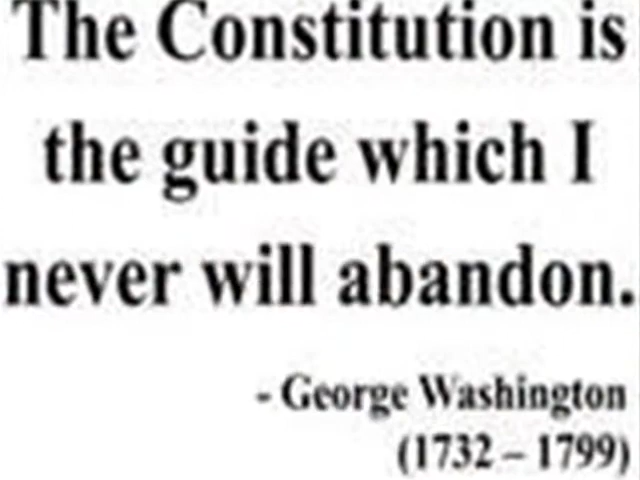 The Constitution is
the guide which I
never will abandon.
- George Washington
(1732 – 1799)